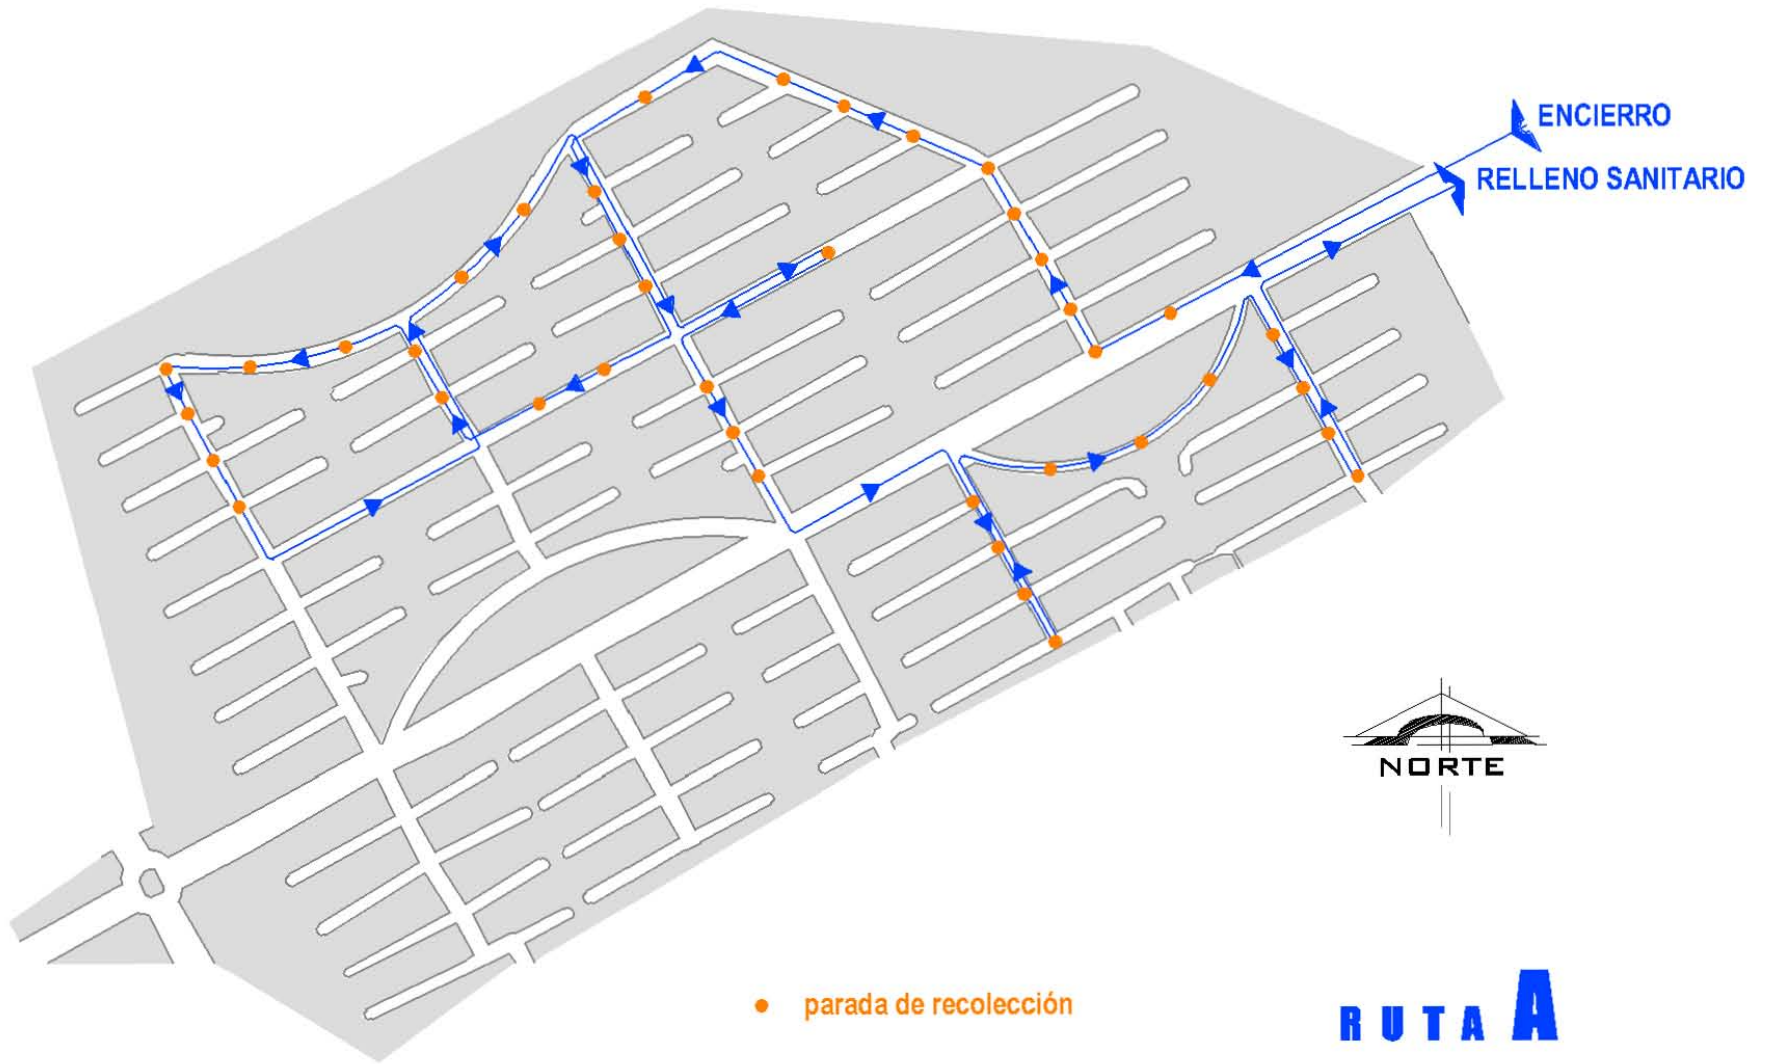 ENCIERRO
RELLENO SANITARIO
NORTE
parada de recolección
RUTA A